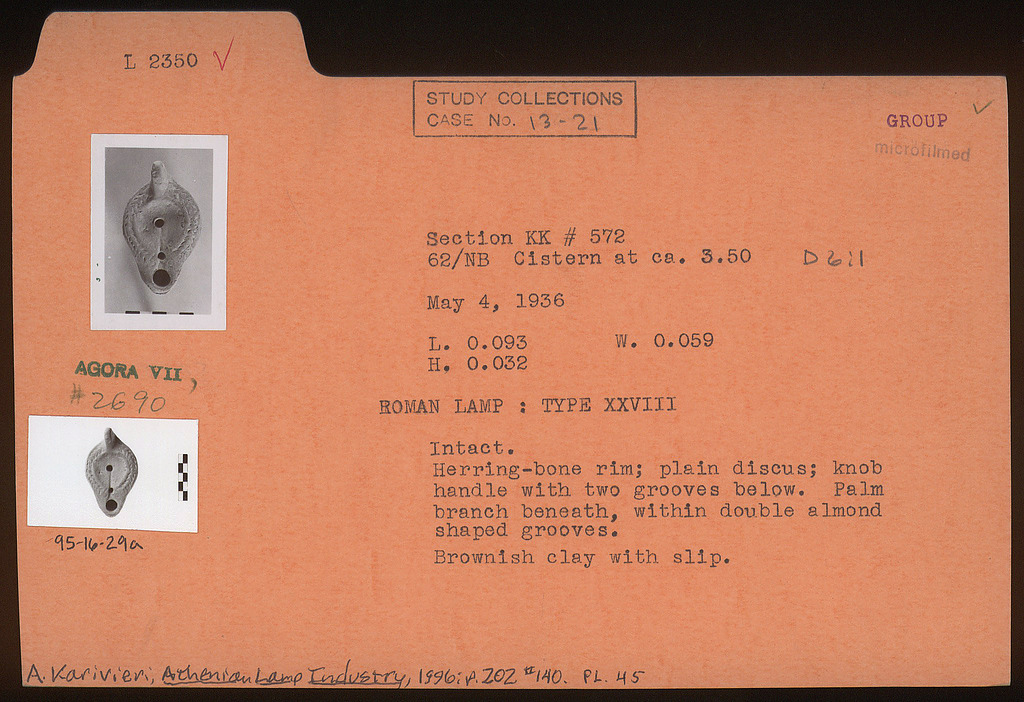 L 2350 ✓
STUDY COLLECTIONS
CASE No. 13-21
GROUP ✓
microfilmed
Section KK # 572
62/NB Cistern at ca. 3.50 D 6:1
May 4, 1936
L. 0.093 W. 0.059
H. 0.032
AGORA VII,
#2690
ROMAN LAMP : TYPE XXVIII
Intact.
Herring-bone rim; plain discus; knob
handle with two grooves below. Palm
branch beneath, within double almond
shaped grooves.
Brownish clay with slip.
95-16-29a
A. Karivieri, Athenian Lamp Industry, 1996: p. 202 #140. PL. 45